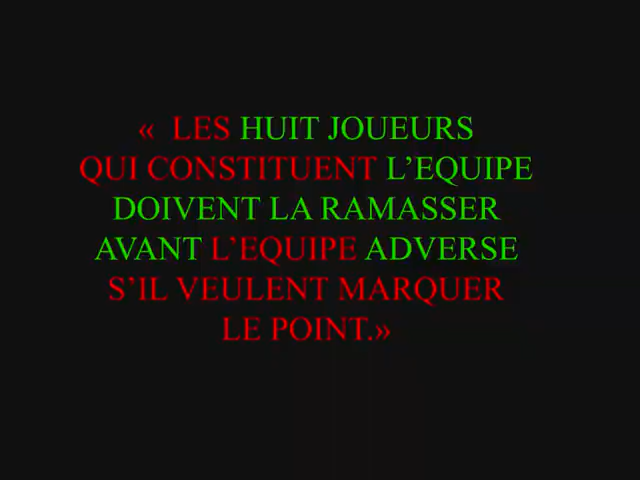 « LES HUIT JOUEURS
QUI CONSTITUENT L’EQUIPE
DOIVENT LA RAMASSER
AVANT L’EQUIPE ADVERSE
S’IL VEULENT MARQUER
LE POINT.»